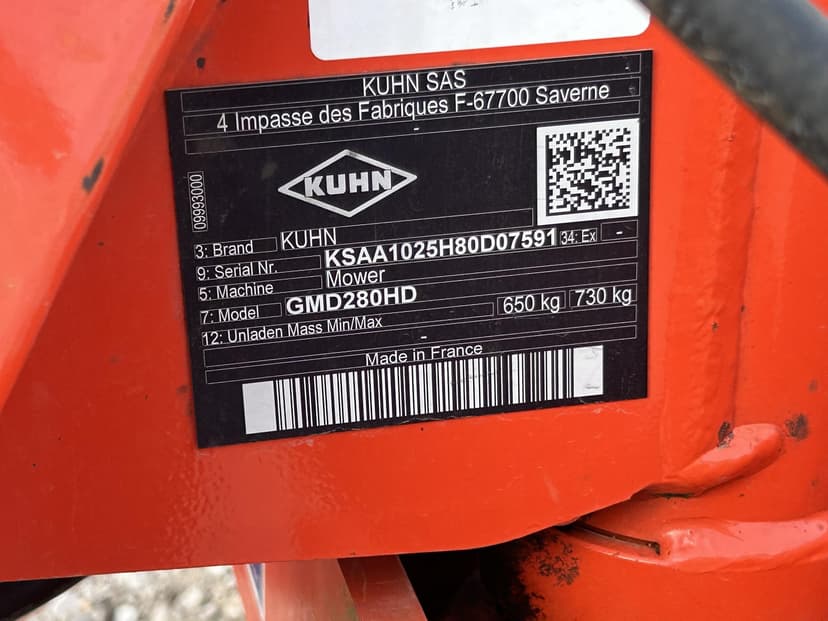 KUHN SAS
4 Impasse des Fabriques F-67700 Saverne
-
09993000
KUHN
3: Brand KUHN
9: Serial Nr. KSAA1025H80D07591 34: Ex -
5: Machine Mower
7: Model GMD280HD
12: Unladen Mass Min/Max 650 kg 730 kg
-
Made in France